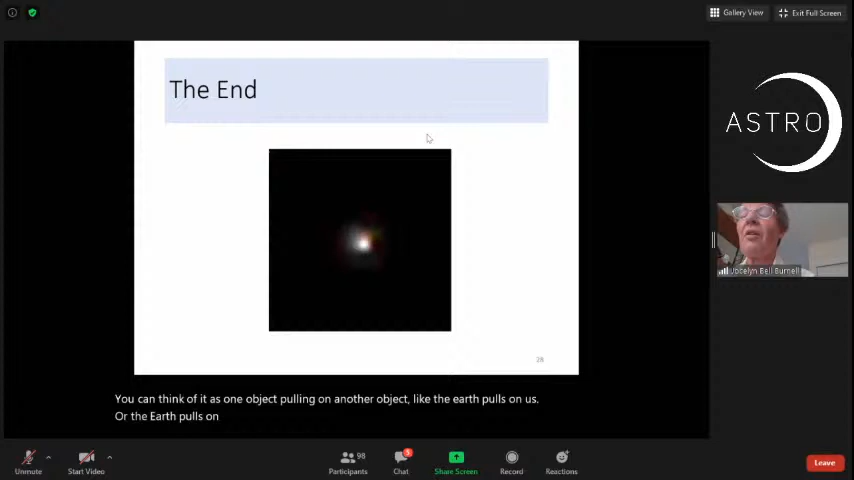 Gallery View
Exit Full Screen
The End
ASTRO
Jocelyn Bell Burnell
28
You can think of it as one object pulling on another object, like the earth pulls on us.
Or the Earth pulls on
98
Unmute
Start Video
Participants
Chat
Share Screen
Record
Reactions
Leave